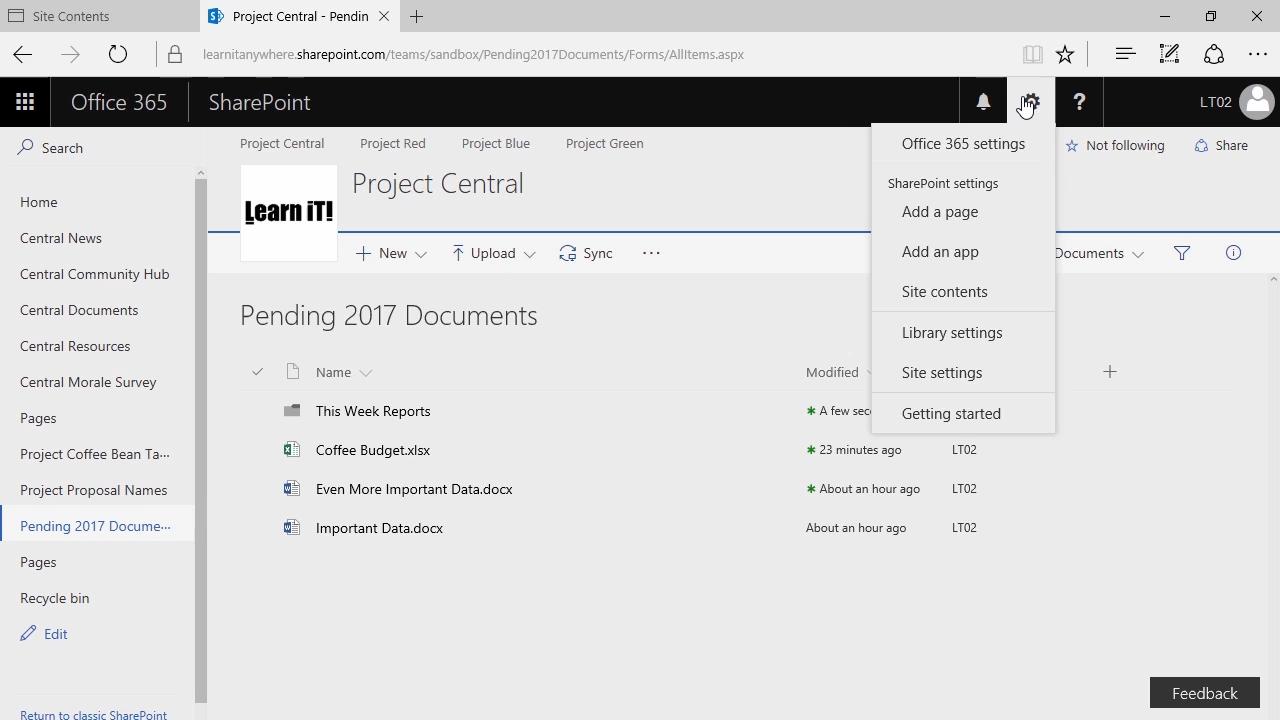 Site Contents
Project Central - Pendin
learnitanywhere.sharepoint.com/teams/sandbox/Pending2017Documents/Forms/AllItems.aspx
Office 365
SharePoint
?
LT02
Search
Project Central
Project Red
Project Blue
Project Green
Office 365 settings
Not following
Share
Learn iT!
Project Central
SharePoint settings
Add a page
Add an app
Site contents
Library settings
Site settings
Getting started
Home
Central News
Central Community Hub
Central Documents
Central Resources
Central Morale Survey
Pages
Project Coffee Bean Ta...
Project Proposal Names
Pending 2017 Docume...
Pages
Recycle bin
Edit
Return to classic SharePoint
New
Upload
Sync
...
Documents
Pending 2017 Documents
Name
Modified
This Week Reports
A few sec
Coffee Budget.xlsx
23 minutes ago
LT02
Even More Important Data.docx
About an hour ago
LT02
Important Data.docx
About an hour ago
LT02
Feedback